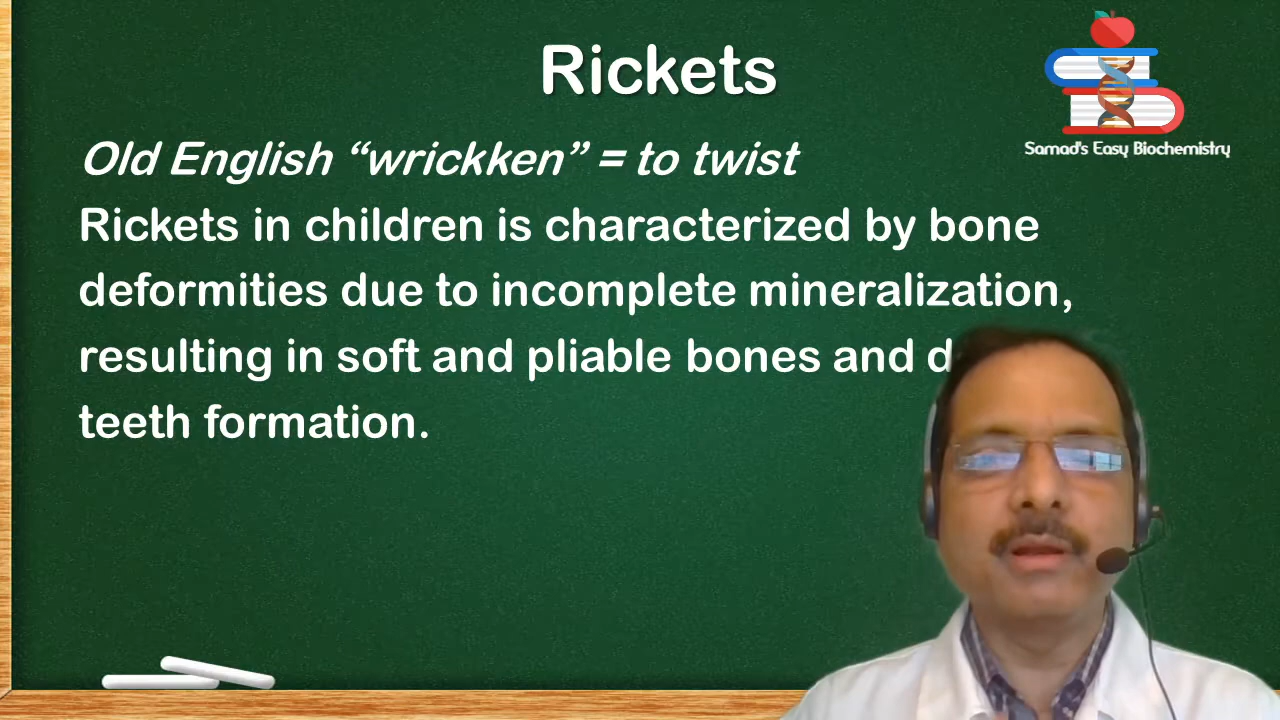 Rickets
Samad's Easy Biochemistry
Old English “wrickken” = to twist
Rickets in children is characterized by bone
deformities due to incomplete mineralization,
resulting in soft and pliable bones and
teeth formation.